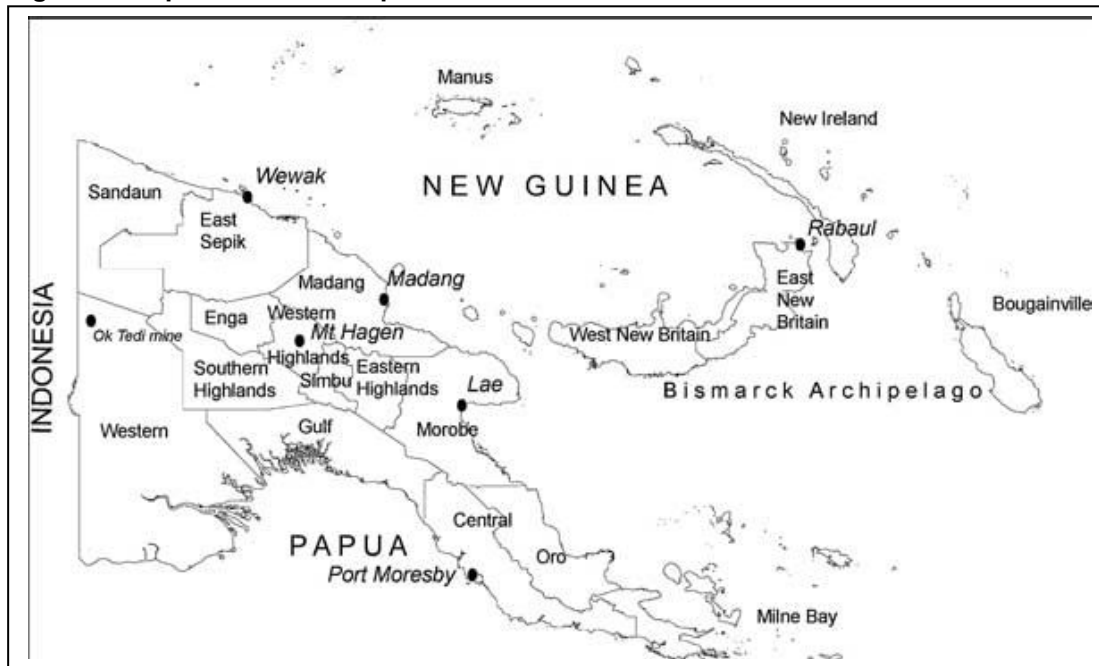 Manus
New Ireland
Wewak
Sandaun
NEW GUINEA
East
Sepik
Rabaul
Madang
Madang
East
New
Britain
Bougainville
INDONESIA
Ok Tedi mine
Enga
Western
Highlands
Mt Hagen
West New Britain
Southern
Highlands
Simbu
Eastern
Highlands
Lae
Bismarck Archipelago
Western
Gulf
Morobe
Central
PAPUA
Oro
Port Moresby
Milne Bay